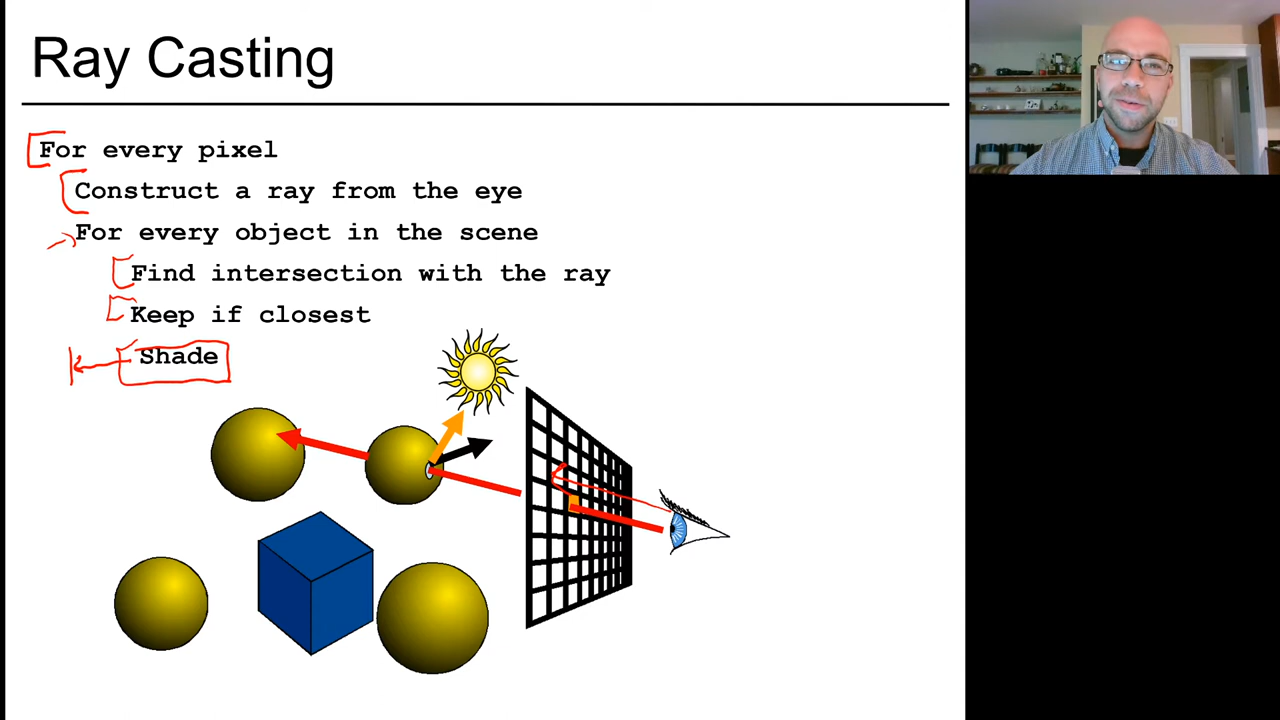 Ray Casting
For every pixel
Construct a ray from the eye
For every object in the scene
Find intersection with the ray
Keep if closest
Shade